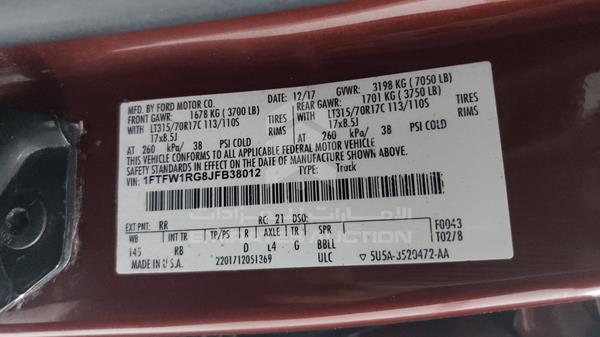 MFD. BY FORD MOTOR CO. 12/17 GVWR: 3198 KG ( 7050 LB)
FRONT GAWR: 1678 KG ( 3700 LB) REAR GAWR: 1701 KG ( 3750 LB)
WITH LT315/70R17C 113/110S TIRES WITH LT315/70R17C 113/110S TIRES
17x8.5J RIMS 17x8.5J RIMS
AT 260 kPa/ 38 PSI COLD AT 260 kPa/ 38 PSI COLD
THIS VEHICLE CONFORMS TO ALL APPLICABLE FEDERAL MOTOR VEHICLE
SAFETY STANDARDS IN EFFECT ON THE DATE OF MANUFACTURE SHOWN ABOVE.
VIN: 1FTFW1RG8JFB38012 TYPE: Truck
الإمارات للمزادات
EMIRATES AUCTION
EXT PNT: RR RC: 21 DSO: F0043
WB INT TR TP/PS R AXLE TR SPR T02/8
145 RB D L4 G BBLL
MADE IN U.S.A. 2201712051369 ULC 5U5A-3520472-AA